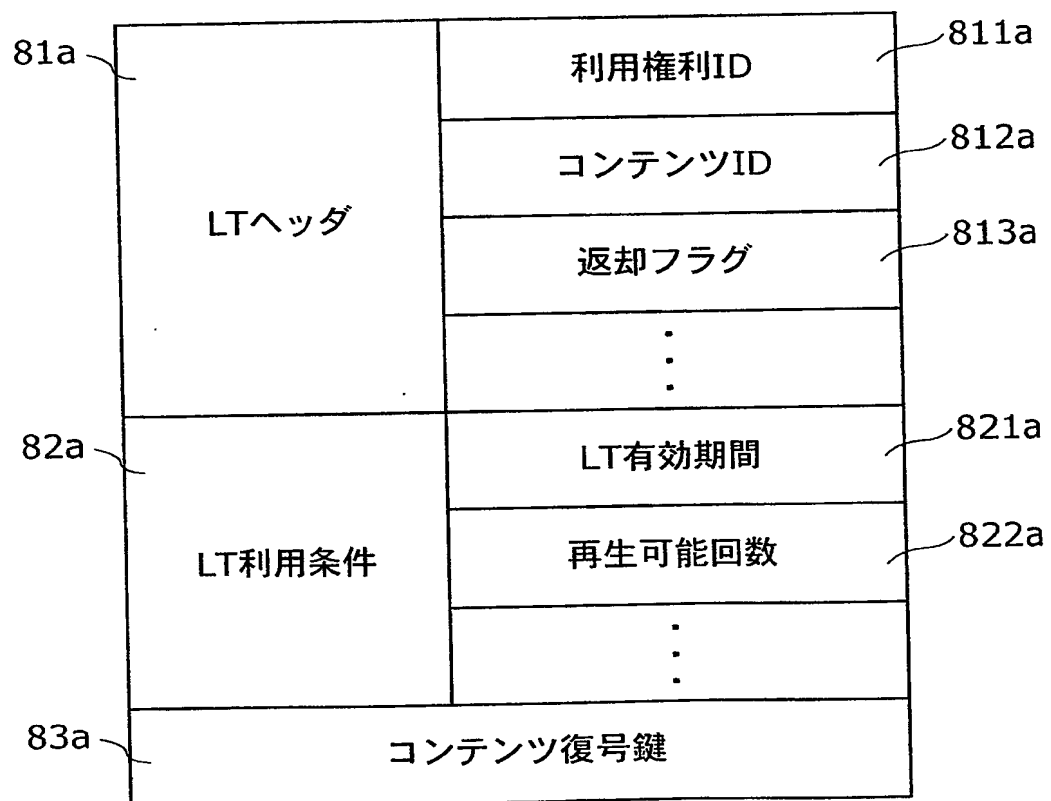 81a
利用権利ID
811a
コンテンツID
812a
LTヘッダ
返却フラグ
813a
82a
LT有効期間
821a
LT利用条件
再生可能回数
822a
83a
コンテンツ復号鍵